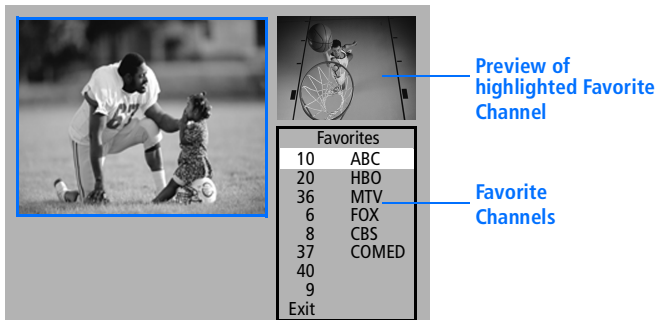 Preview of
highlighted Favorite
Channel
Favorites
10 ABC
20 HBO
36 MTV
6 FOX
8 CBS
37 COMED
40
9
Exit
Favorite
Channels